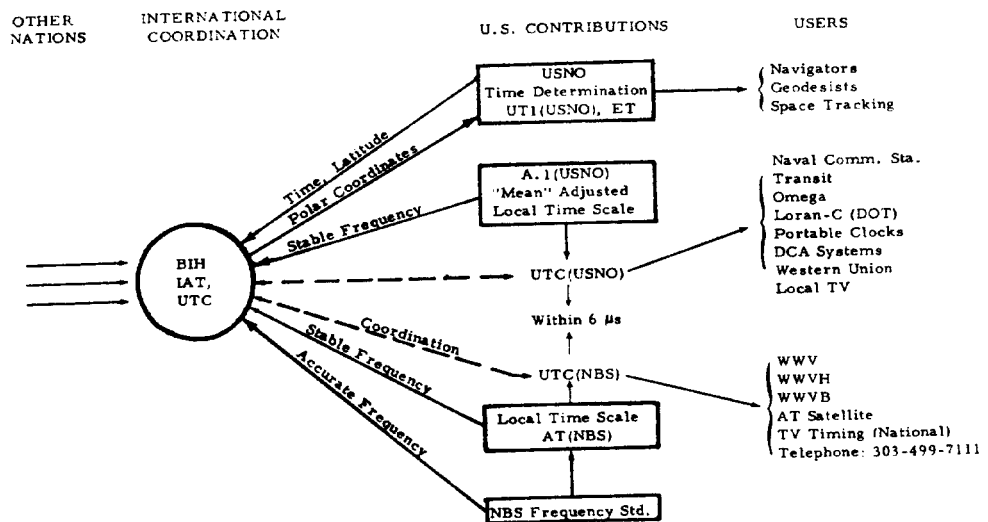 OTHER
NATIONS
INTERNATIONAL
COORDINATION
U.S. CONTRIBUTIONS
USERS
USNO
Time Determination
UT1(USNO), ET
Navigators
Geodesists
Space Tracking
Time, Latitude
Polar Coordinates
Stable Frequency
A.1(USNO)
"Mean" Adjusted
Local Time Scale
Naval Comm. Sta.
Transit
Omega
Loran-C (DOT)
Portable Clocks
DCA Systems
Western Union
Local TV
BIH
IAT,
UTC
UTC(USNO)
Within 6 μs
Coordination
Stable Frequency
Accurate Frequency
UTC(NBS)
WWV
WWVH
WWVB
AT Satellite
TV Timing (National)
Telephone: 303-499-7111
Local Time Scale
AT(NBS)
NBS Frequency Std.